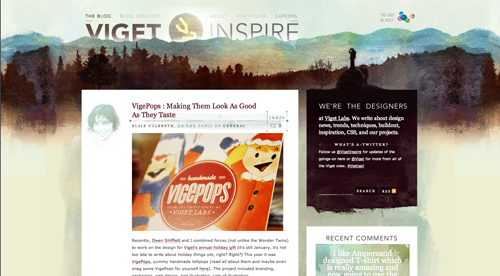 THE BLOG BLOG ARCHIVES ABOUT PORTFOLIO CAREERS
THE LABS
AT VIGET
VIGET INSPIRE
VigePops : Making Them Look As Good
As They Taste
BLAIR CULBRETH, ON THE TOPIC OF GENERAL
handmade
VIGEPOPS
VIGET LABS
Recently, Owen Shifflett and I combined forces (not unlike the Wonder Twins)
to work on the design for Viget's annual holiday gift (it's still January, it's not
too late to write about holiday things yet, right? Right?) This year it was
VigePops, yummy handmade lollipops (read all about them and maybe even
snag some VigePops for yourself here). The project included branding,
WE'RE THE DESIGNERS
at Viget Labs. We write about design
news, trends, techniques, buildout,
inspiration, CSS, and our projects.
WHAT'S A-TWITTER?
Follow us @VigetInspire for updates of the
goings-on here or @Viget for more from all of
the Viget crew.
SEARCH RSS
RECENT COMMENTS
I like Ampersand
designed T-shirt which
is really amazing and
now going to use the